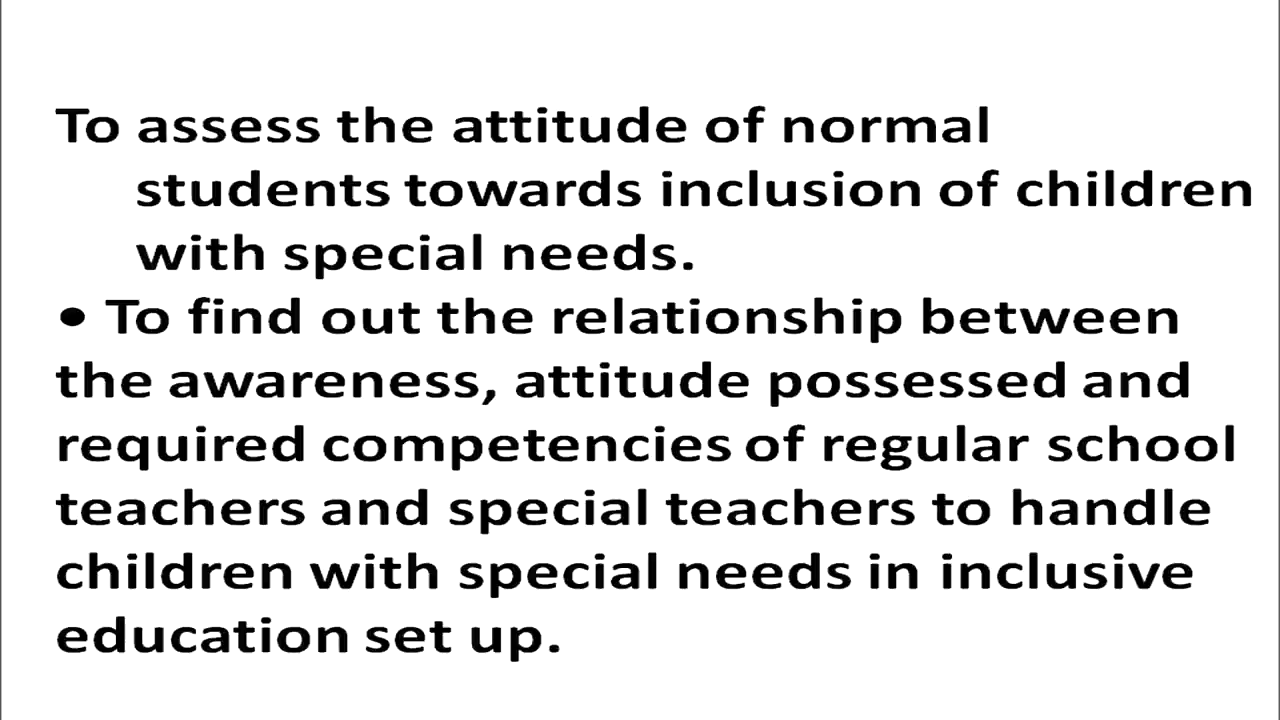 To assess the attitude of normal
students towards inclusion of children
with special needs.
• To find out the relationship between
the awareness, attitude possessed and
required competencies of regular school
teachers and special teachers to handle
children with special needs in inclusive
education set up.